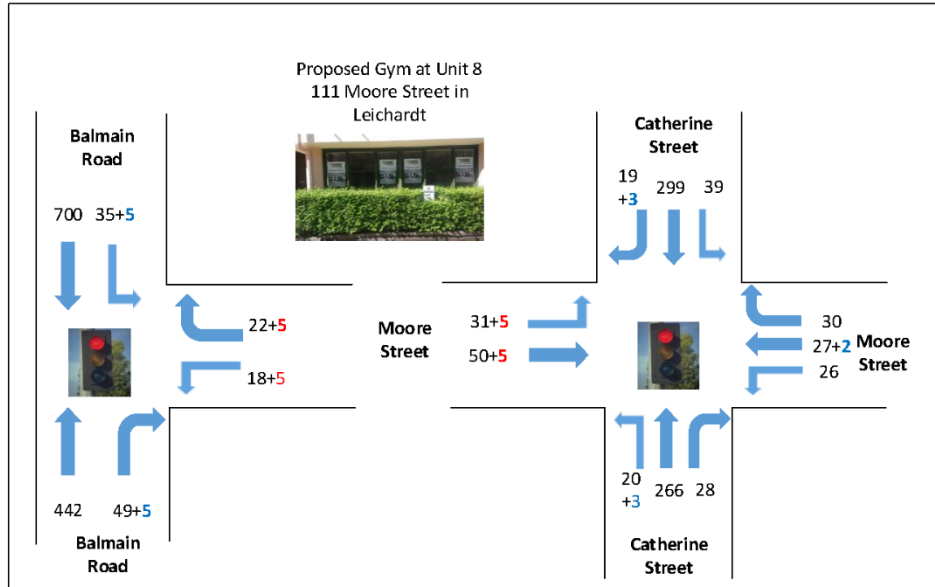 Proposed Gym at Unit 8
111 Moore Street in
Leichardt
Balmain
Road
700 35+5
22+5
18+5
442 49+5
Balmain
Road
Catherine
Street
19
+3
299 39
Moore
Street
31+5
50+5
30
27+2
26
Moore
Street
20
+3
266 28
Catherine
Street